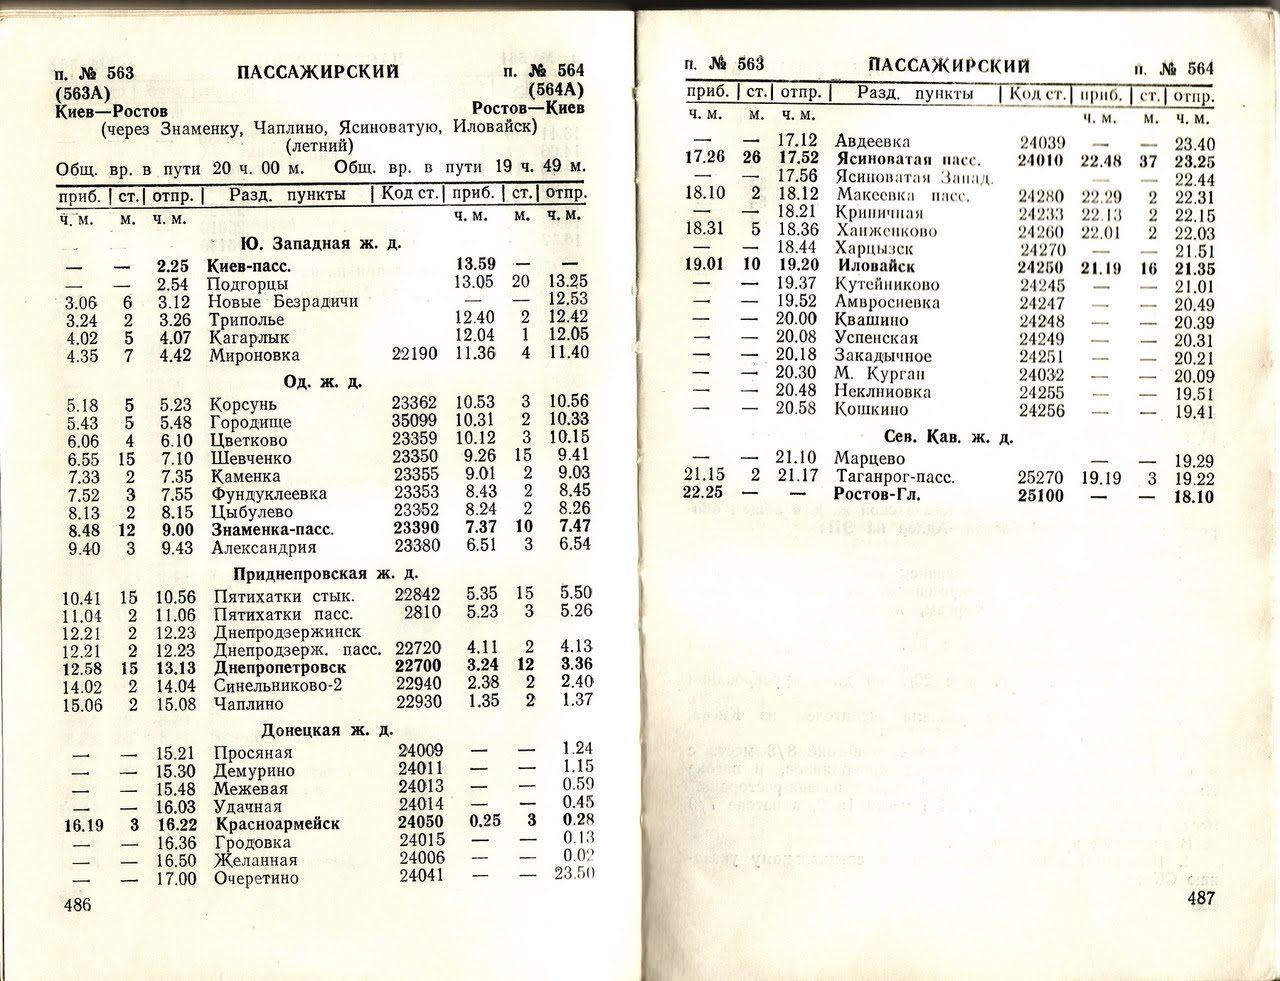 п. № 563 ПАССАЖИРСКИЙ п. № 564
(563А) (564А)
Киев—Ростов Ростов—Киев
(через Знаменку, Чаплино, Ясиноватую, Иловайск)
(летний)
Общ. вр. в пути 20 ч. 00 м. Общ. вр. в пути 19 ч. 49 м.
приб. ст. отпр. Разд. пункты Код ст. приб. ст. отпр.
ч. м. м. ч. м. ч. м. м. ч. м.
Ю. Западная ж. д.
— — 2.25 Киев-пасс. 13.59 — —
— — 2.54 Подгорцы 13.05 20 13.25
3.06 6 3.12 Новые Безрадичи — — 12.53
3.24 2 3.26 Триполье 12.40 2 12.42
4.02 5 4.07 Кагарлык 12.04 1 12.05
4.35 7 4.42 Мироновка 22190 11.36 4 11.40
Од. ж. д.
5.18 5 5.23 Корсунь 23362 10.53 3 10.56
5.43 5 5.48 Городище 35099 10.31 2 10.33
6.06 4 6.10 Цветково 23359 10.12 3 10.15
6.55 15 7.10 Шевченко 23350 9.26 15 9.41
7.33 2 7.35 Каменка 23355 9.01 2 9.03
7.52 3 7.55 Фундуклеевка 23353 8.43 2 8.45
8.13 2 8.15 Цыбулево 23352 8.24 2 8.26
8.48 12 9.00 Знаменка-пасс. 23390 7.37 10 7.47
9.40 3 9.43 Александрия 23380 6.51 3 6.54
Приднепровская ж. д.
10.41 15 10.56 Пятихатки стык. 22842 5.35 15 5.50
11.04 2 11.06 Пятихатки пасс. 2810 5.23 3 5.26
12.21 2 12.23 Днепродзержинск
12.21 2 12.23 Днепродзерж. пасс. 22720 4.11 2 4.13
12.58 15 13.13 Днепропетровск 22700 3.24 12 3.36
14.02 2 14.04 Синельниково-2 22940 2.38 2 2.40
15.06 2 15.08 Чаплино 22930 1.35 2 1.37
Донецкая ж. д.
— — 15.21 Просяная 24009 — — 1.24
— — 15.30 Демурино 24011 — — 1.15
— — 15.48 Межевая 24013 — — 0.59
— — 16.03 Удачная 24014 — — 0.45
16.19 3 16.22 Красноармейск 24050 0.25 3 0.28
— — 16.36 Гродовка 24015 — — 0.13
— — 16.50 Желанная 24006 — — 0.02
— — 17.00 Очеретино 24041 — — 23.50
486
п. № 563 ПАССАЖИРСКИЙ п. № 564
приб. ст. отпр. Разд. пункты Код ст. приб. ст. отпр.
ч. м. м. ч. м. ч. м. м. ч. м.
— — 17.12 Авдеевка 24039 — — 23.40
17.26 26 17.52 Ясиноватая пасс. 24010 22.48 37 23.25
— — 17.56 Ясиноватая Запад. — — 22.44
18.10 2 18.12 Макеевка пасс. 24280 22.29 2 22.31
— — 18.21 Криничная 24233 22.13 2 22.15
18.31 5 18.36 Ханженково 24260 22.01 2 22.03
— — 18.44 Харцызск 24270 — — 21.51
19.01 10 19.20 Иловайск 24250 21.19 16 21.35
— — 19.37 Кутейниково 24245 — — 21.01
— — 19.52 Амвросиевка 24247 — — 20.49
— — 20.00 Квашино 24248 — — 20.39
— — 20.08 Успенская 24249 — — 20.31
— — 20.18 Закадычное 24251 — — 20.21
— — 20.30 М. Курган 24032 — — 20.09
— — 20.48 Неклниовка 24255 — — 19.51
— — 20.58 Кошкино 24256 — — 19.41
Сев. Кав. ж. д.
— — 21.10 Марцево — — 19.29
21.15 2 21.17 Таганрог-пасс. 25270 19.19 3 19.22
22.25 — — Ростов-Гл. 25100 — — 18.10
487